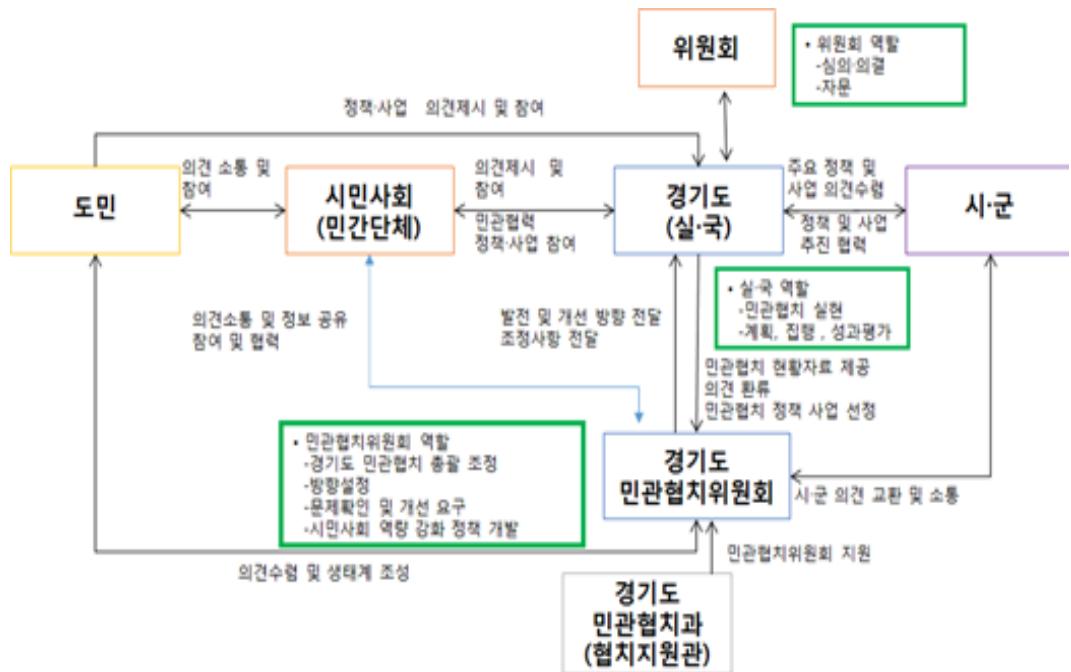 위원회
• 위원회 역할
-심의·의결
-자문
정책·사업 의견제시 및 참여
도민
의견 소통 및
참여
시민사회
(민간단체)
의견제시 및
참여
민관협력
정책·사업 참여
경기도
(실·국)
주요 정책 및
사업 의견수렴
정책 및 사업
추진 협력
시·군
• 실·국 역할
-민관협치 실현
-계획, 집행 , 성과평가
의견소통 및 정보 공유
참여 및 협력
발전 및 개선 방향 전달
조정사항 전달
민관협치 현황자료 제공
의견 환류
민관협치 정책 사업 선정
• 민관협치위원회 역할
-경기도 민관협치 총괄 조정
-방향설정
-문제확인 및 개선 요구
-시민사회 역량 강화 정책 개발
경기도
민관협치위원회
시·군 의견 교환 및 소통
의견수렴 및 생태계 조성
민관협치위원회 지원
경기도
민관협치과
(협치지원관)